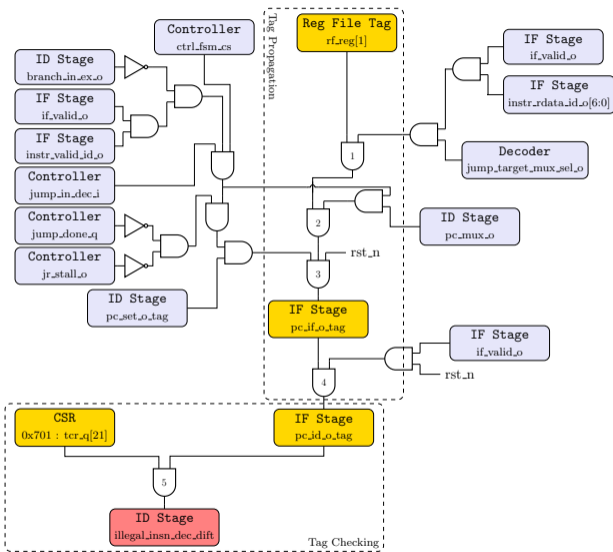 Controller
ctrl_fsm_cs
Tag Propagation
Reg File Tag
rf_reg[1]
IF Stage
if_valid_o
ID Stage
branch_in_ex_o
IF Stage
if_valid_o
IF Stage
instr_valid_id_o
IF Stage
instr_rdata_id_o[6:0]
Controller
jump_in_dec_i
1
Decoder
jump_target_mux_sel_o
Controller
jump_done_q
2
ID Stage
pc_mux_o
Controller
jr_stall_o
rst_n
3
ID Stage
pc_set_o_tag
IF Stage
pc_if_o_tag
IF Stage
if_valid_o
rst_n
4
CSR
0x701 : tcr_q[21]
IF Stage
pc_id_o_tag
5
ID Stage
illegal_insn_dec_dift
Tag Checking